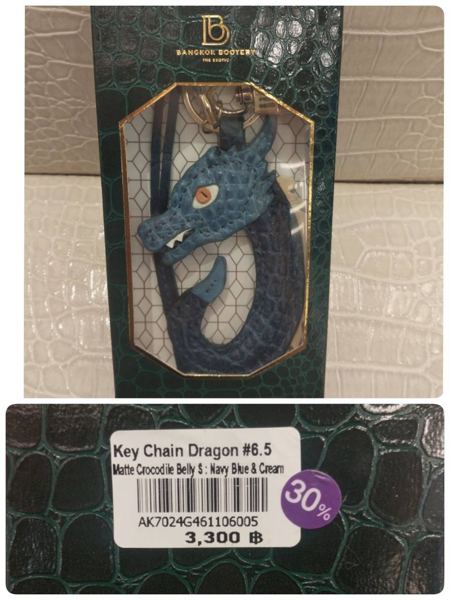 B
BANGKOK BOOTERY
THE EXOTIC
Key Chain Dragon #6.5
Matte Crocodile Belly $ : Navy Blue & Cream
AK7024G461106005
3,300 ฿
30%